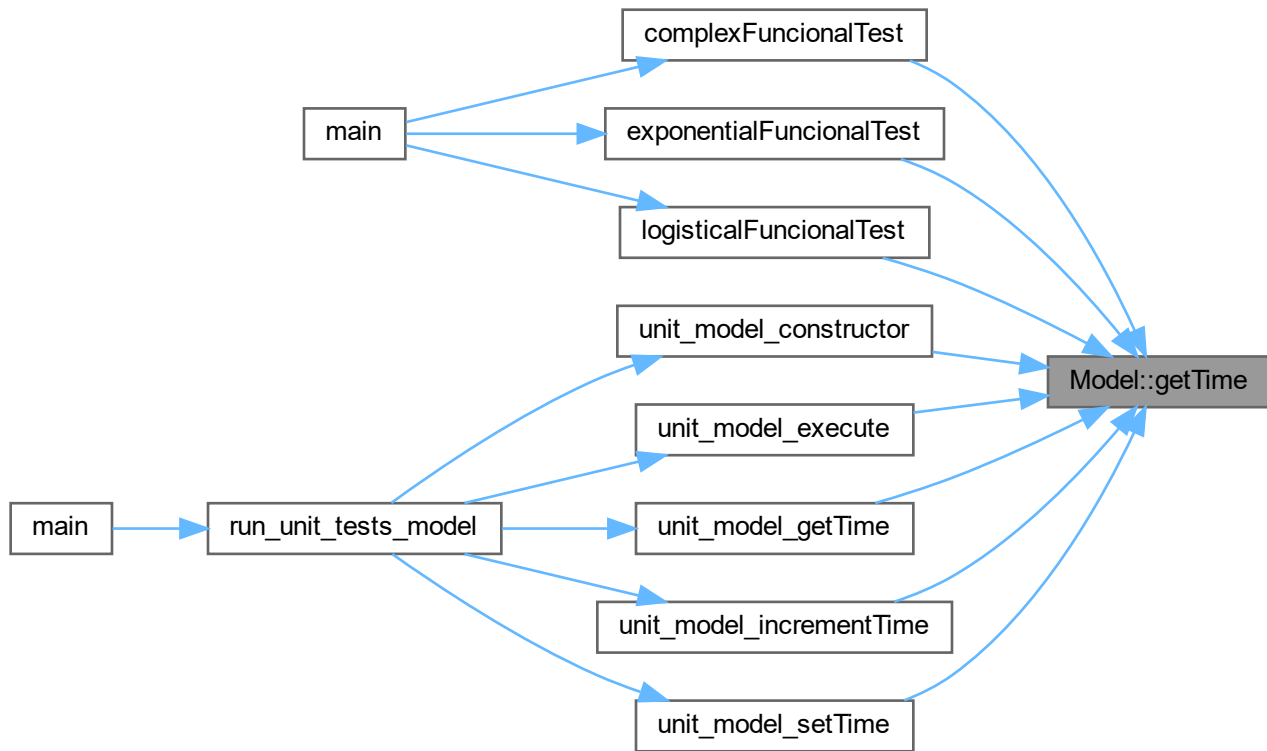 complexFuncionalTest
main
exponentialFuncionalTest
logisticalFuncionalTest
unit_model_constructor
Model::getTime
unit_model_execute
main
run_unit_tests_model
unit_model_getTime
unit_model_incrementTime
unit_model_setTime